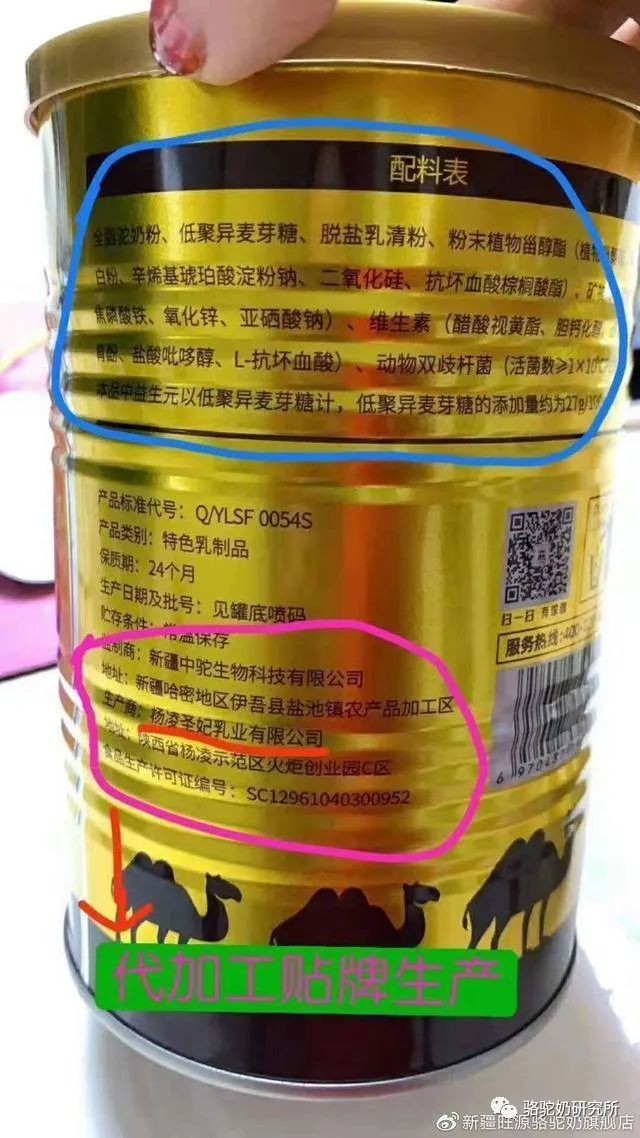 配料表
全脂驼奶粉、低聚异麦芽糖、脱盐乳清粉、粉末植物甾醇酯（植物
白粉、辛烯基琥珀酸淀粉钠、二氧化硅、抗坏血酸棕榈酸酯）、矿
焦磷酸铁、氧化锌、亚硒酸钠）、维生素（醋酸视黄酯、胆钙化醇、
盐酸吡哆醇、L-抗坏血酸）、动物双歧杆菌（活菌数≥1×10
本品中益生元以低聚异麦芽糖计，低聚异麦芽糖的添加量约为27g/100
产品标准代号：Q/YLSF 0054S
产品类别：特色乳制品
保质期：24个月
生产日期及批号：见罐底喷码
贮存条件：常温保存
监制商：新疆中驼生物科技有限公司
地址：新疆哈密地区伊吾县盐池镇农产品加工区
生产商：杨凌圣妃乳业有限公司
地址：陕西省杨凌示范区火炬创业园C区
食品生产许可证编号：SC12961040300952
扫一扫 有惊喜
服务热线：400-
6 97048
代加工贴牌生产
骆驼奶研究所
@新疆旺源骆驼奶旗舰店